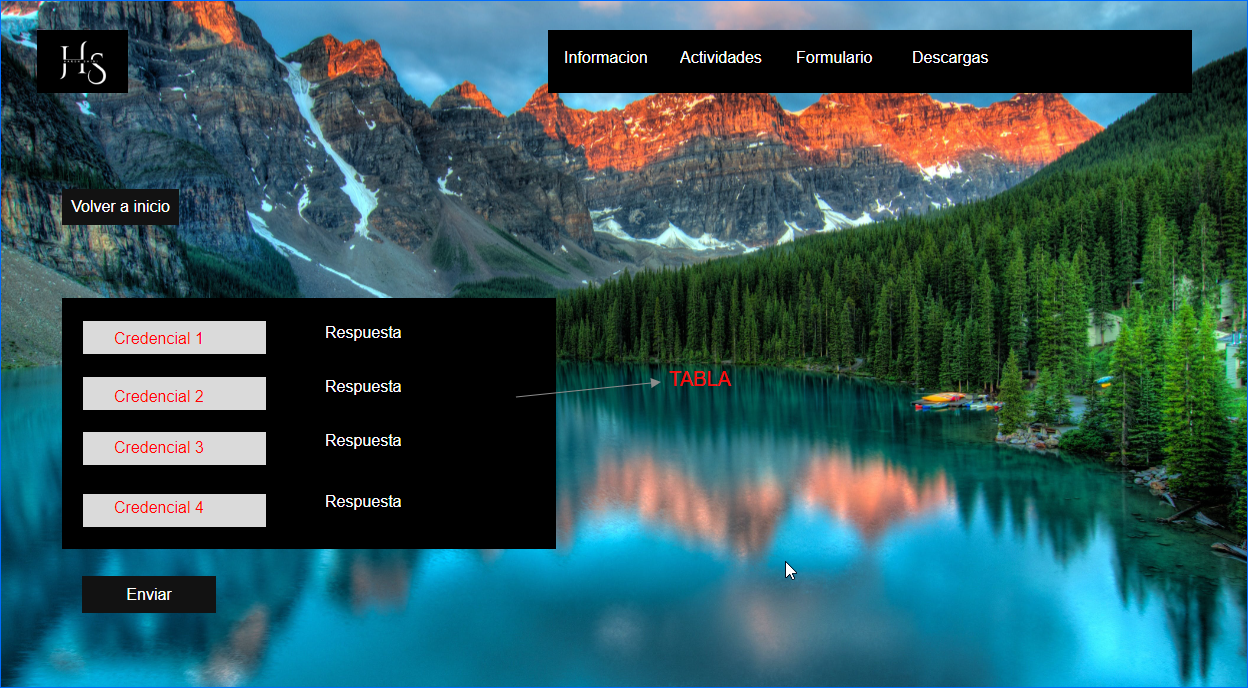 HS
Informacion Actividades Formulario Descargas
Volver a inicio
Credencial 1 Respuesta
Credencial 2 Respuesta
TABLA
Credencial 3 Respuesta
Credencial 4 Respuesta
Enviar